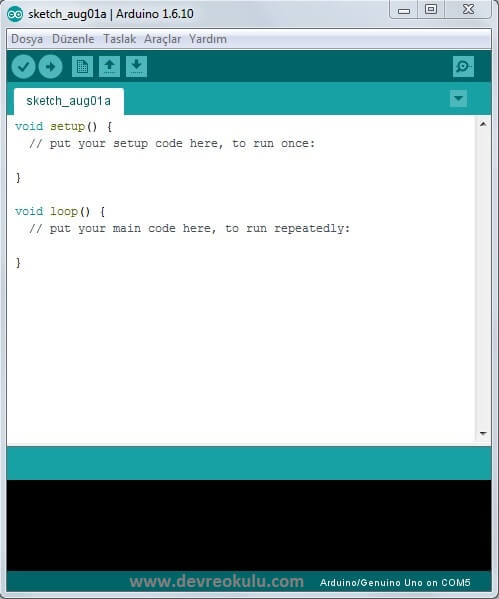 sketch_aug01a | Arduino 1.6.10
Dosya Düzenle Taslak Araçlar Yardım
sketch_aug01a
void setup() {
  // put your setup code here, to run once:

}

void loop() {
  // put your main code here, to run repeatedly:

}
www.devreokulu.com
Arduino/Genuino Uno on COM5